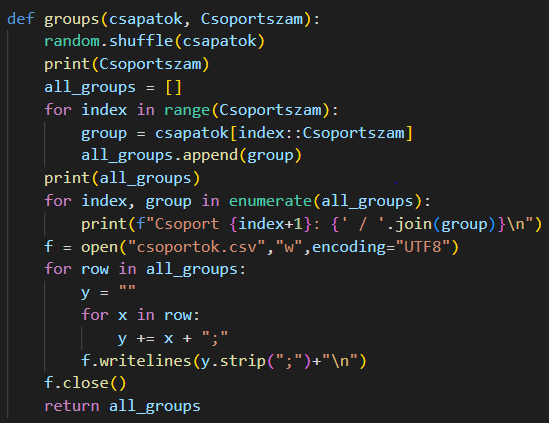 def groups(csapatok, Csoportszam):
    random.shuffle(csapatok)
    print(Csoportszam)
    all_groups = []
    for index in range(Csoportszam):
        group = csapatok[index::Csoportszam]
        all_groups.append(group)
    print(all_groups)
    for index, group in enumerate(all_groups):
        print(f"Csoport {index+1}: {' / '.join(group)}\n")
    f = open("csoportok.csv","w",encoding="UTF8")
    for row in all_groups:
        y = ""
        for x in row:
            y += x + ";"
        f.writelines(y.strip(";")+"\n")
    f.close()
    return all_groups